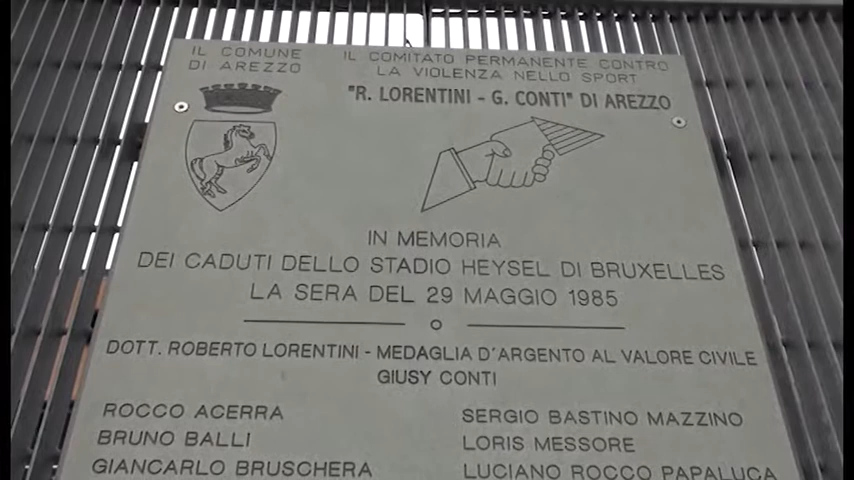 IL COMUNE
DI AREZZO
IL COMITATO PERMANENTE CONTRO
LA VIOLENZA NELLO SPORT
"R. LORENTINI - G. CONTI" DI AREZZO
IN MEMORIA
DEI CADUTI DELLO STADIO HEYSEL DI BRUXELLES
LA SERA DEL 29 MAGGIO 1985
DOTT. ROBERTO LORENTINI - MEDAGLIA D'ARGENTO AL VALORE CIVILE
GIUSY CONTI
ROCCO ACERRA
BRUNO BALLI
GIANCARLO BRUSCHERA
SERGIO BASTINO MAZZINO
LORIS MESSORE
LUCIANO ROCCO PAPALUCA